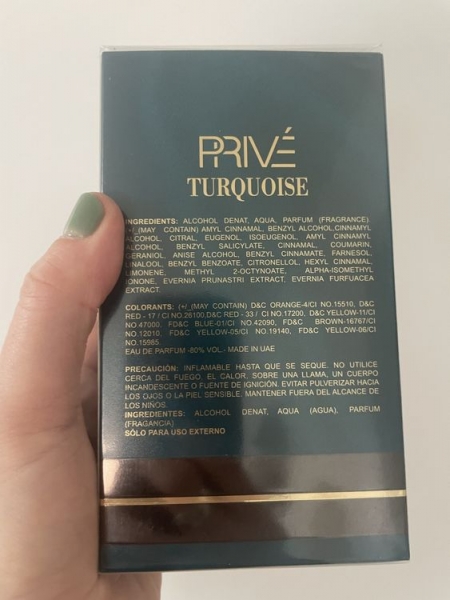 PRIVÉ
TURQUOISE
INGREDIENTS: ALCOHOL DENAT, AQUA, PARFUM (FRAGRANCE)
(+/_(MAY CONTAIN) AMYL CINNAMAL, BENZYL ALCOHOL,CINNAMYL
ALCOHOL, CITRAL, EUGENOL, ISOEUGENOL, AMYL CINNAMYL
ALCOHOL, BENZYL SALICYLATE, CINNAMAL, COUMARIN,
GERANIOL, ANISE ALCOHOL, BENZYL CINNAMATE, FARNESOL,
LINALOOL, BENZYL BENZOATE, CITRONELLOL HEXYL CINNAMAL,
LIMONENE, METHYL 2-OCTYNOATE, ALPHA-ISOMETHYL
IONONE, EVERNIA PRUNASTRI EXTRACT, EVERNIA FURFUACEA
EXTRACT.
COLORANTS: (+/_(MAY CONTAIN) D&C ORANGE-4/CI NO.15510, D&C
RED - 17 / CI NO.26100,D&C RED - 33 / CI NO.17200, D&C YELLOW-11/CI
NO.47000, FD&C BLUE-01/CI NO.42090, FD&C BROWN-16767/CI
NO.12010, FD&C YELLOW-05/CI NO.19140, FD&C YELLOW-06/CI
NO.15985.
EAU DE PARFUM -80% VOL.- MADE IN UAE
PRECAUCIÓN: INFLAMABLE HASTA QUE SE SEQUE. NO UTILICE
CERCA DEL FUEGO, EL CALOR, SOBRE UNA LLAMA, UN CUERPO
INCANDESCENTE O FUENTE DE IGNICIÓN. EVITAR PULVERIZAR HACIA
LOS OJOS O LA PIEL SENSIBLE. MANTENER FUERA DEL ALCANCE DE
LOS NIÑOS
INGREDIENTES: ALCOHOL DENAT, AQUA (AGUA), PARFUM
(FRAGANCIA)
SÓLO PARA USO EXTERNO